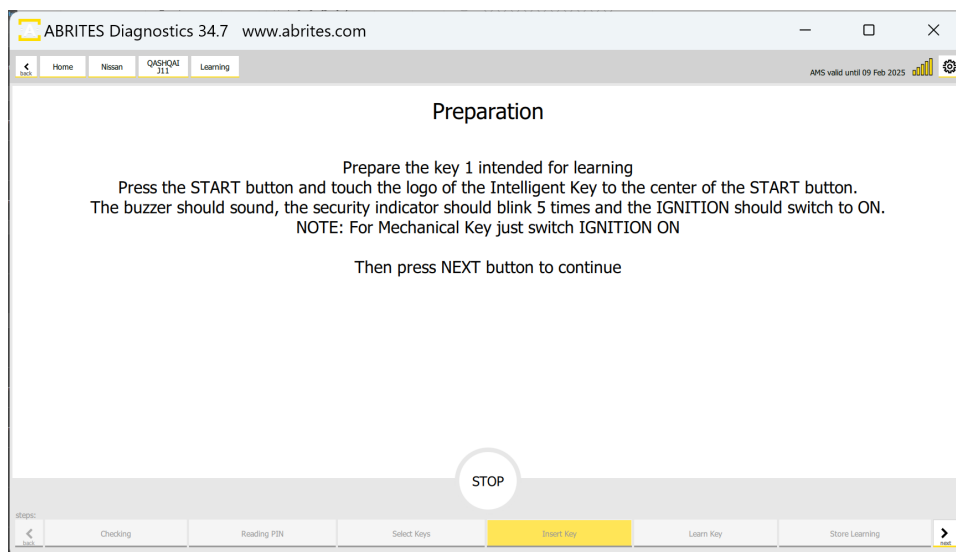 ABRITES Diagnostics 34.7 www.abrites.com
back
Home
Nissan
QASHQAI
J11
Learning
AMS valid until 09 Feb 2025
Preparation
Prepare the key 1 intended for learning
Press the START button and touch the logo of the Intelligent Key to the center of the START button.
The buzzer should sound, the security indicator should blink 5 times and the IGNITION should switch to ON.
NOTE: For Mechanical Key just switch IGNITION ON
Then press NEXT button to continue
STOP
steps:
back
Checking
Reading PIN
Select Keys
Insert Key
Learn Key
Store Learning
next